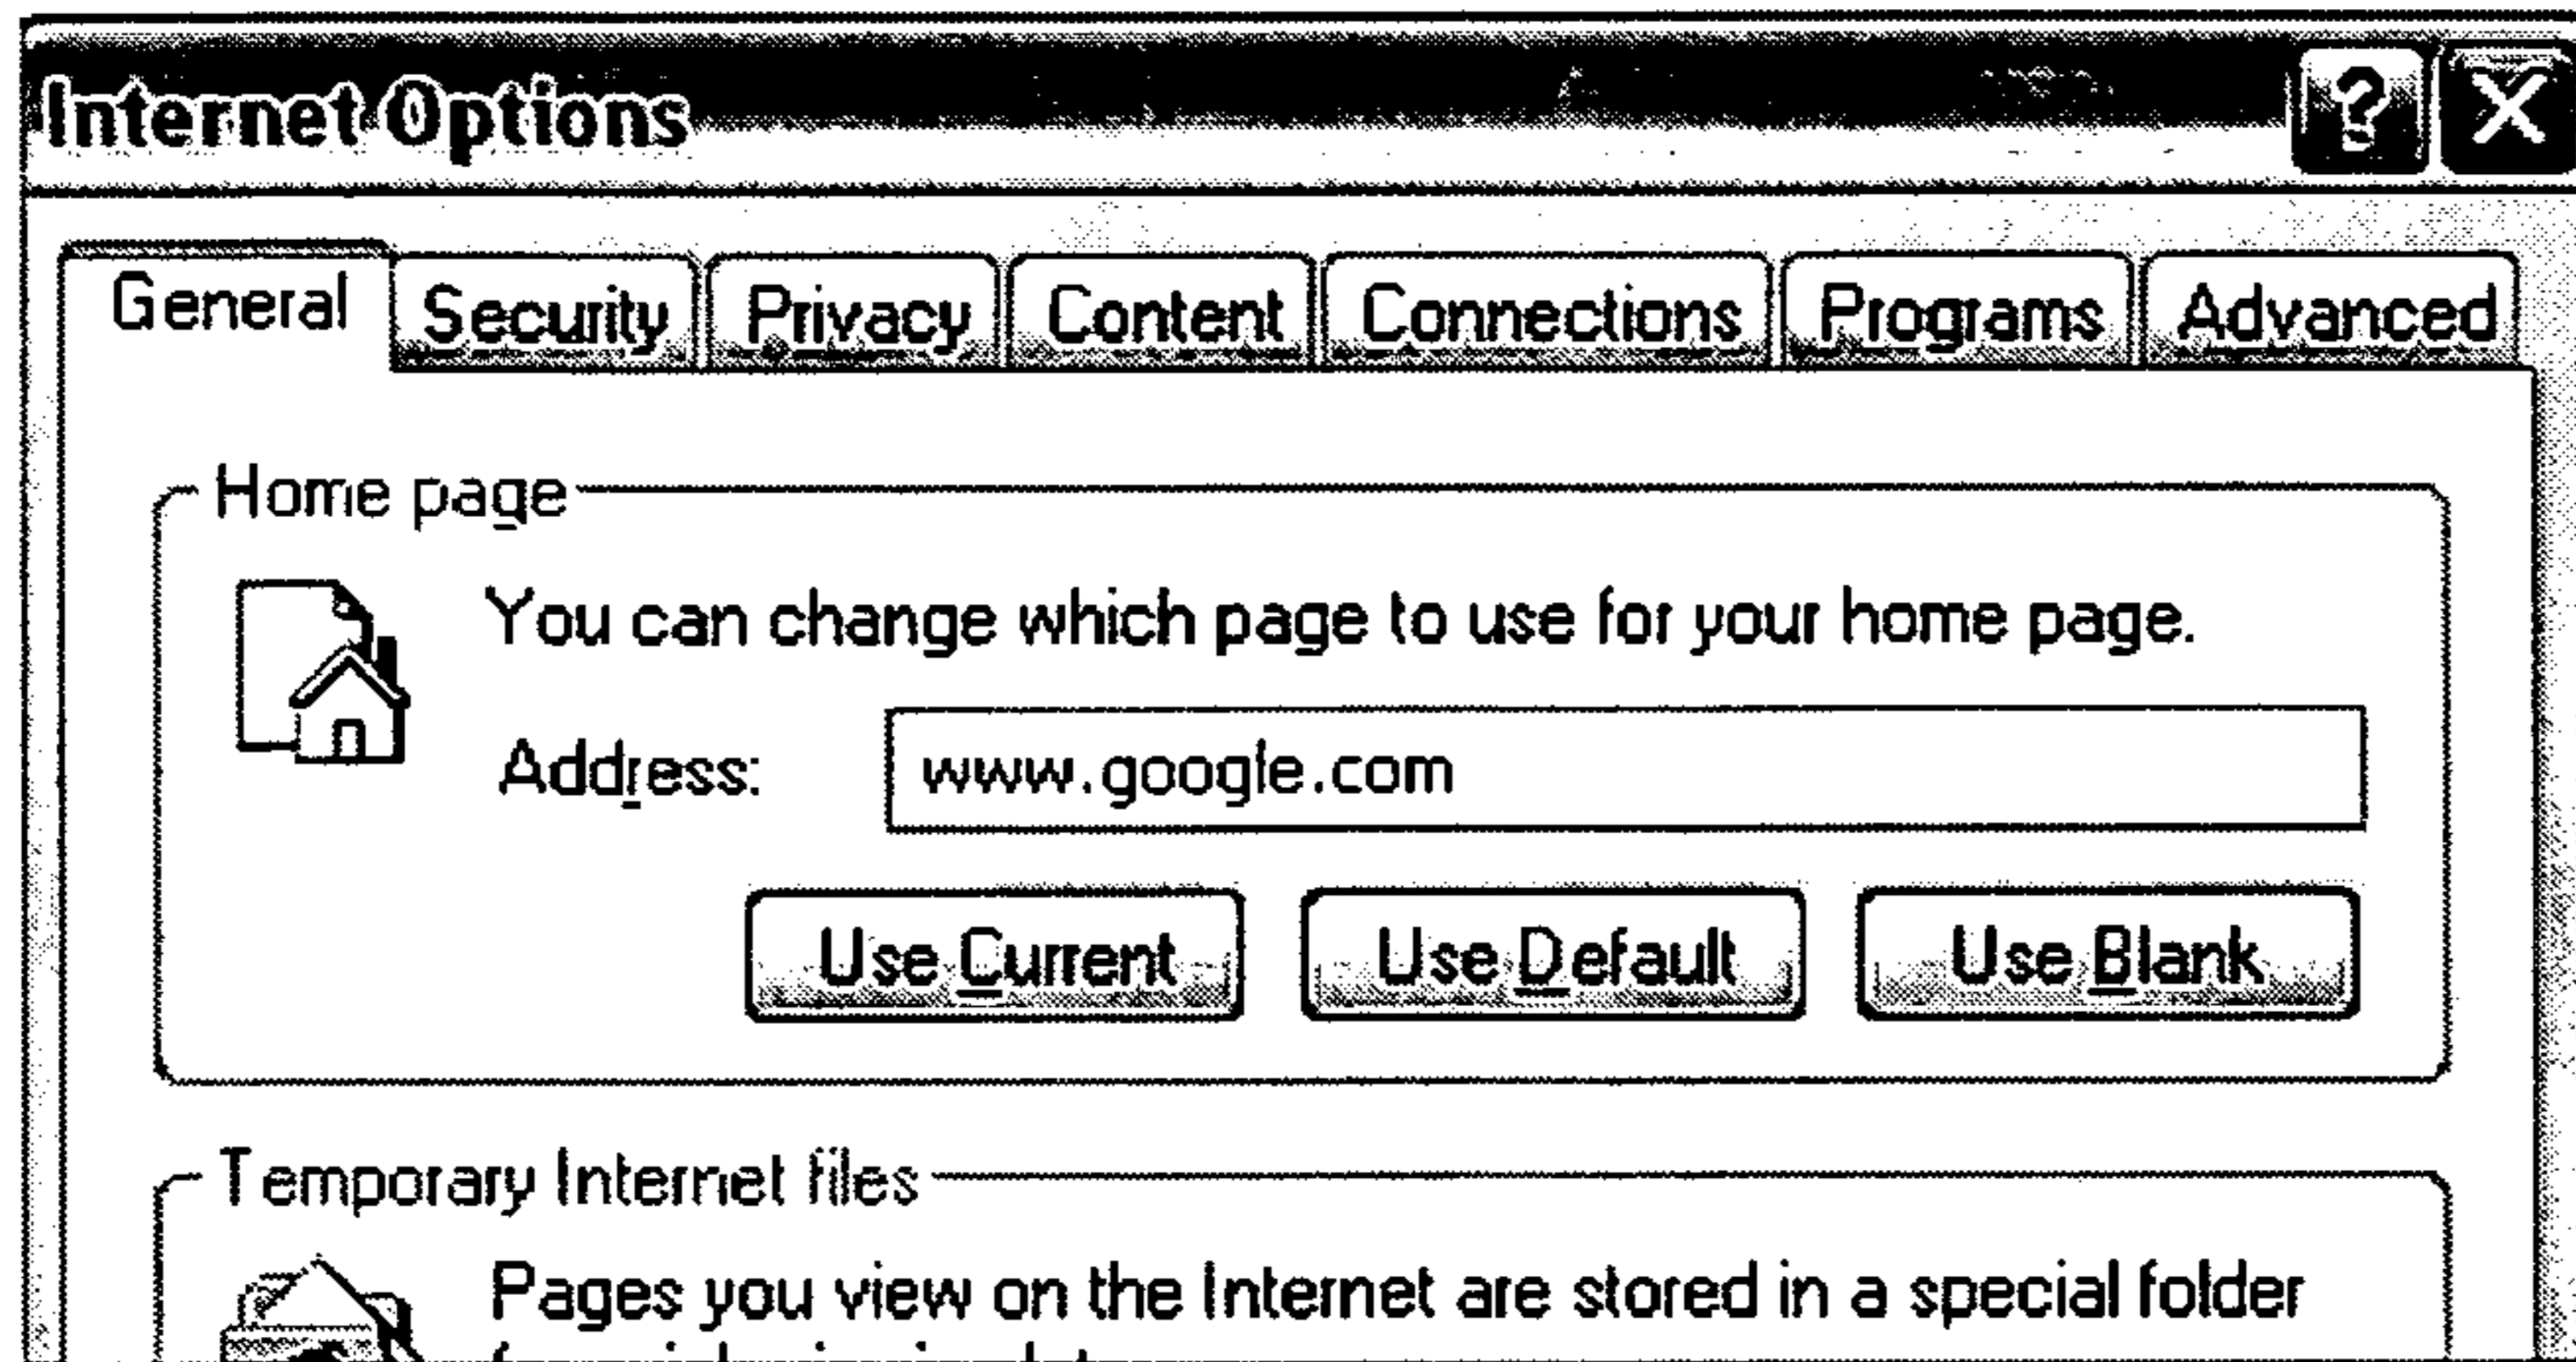 Internet Options
General Security Privacy Content Connections Programs Advanced
Home page
You can change which page to use for your home page.
Address: www.google.com
Use Current Use Default Use Blank
Temporary Internet files
Pages you view on the Internet are stored in a special folder